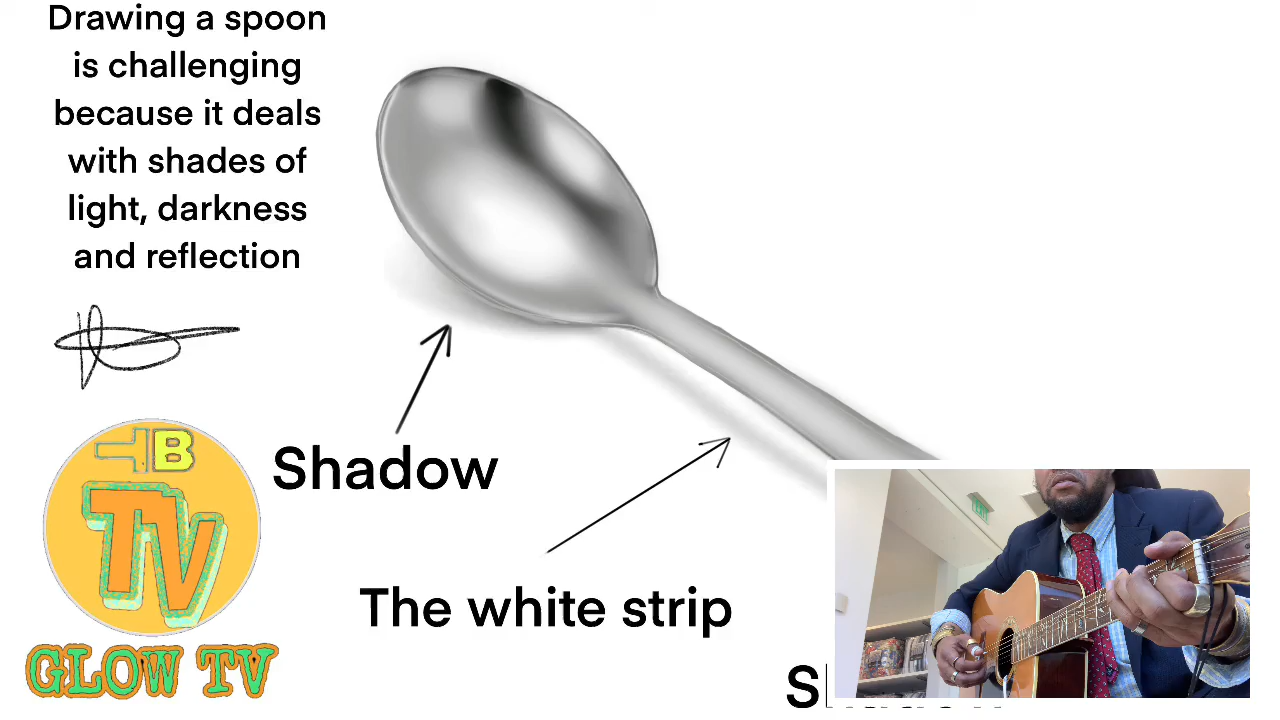 Drawing a spoon
is challenging
because it deals
with shades of
light, darkness
and reflection
Shadow
The white strip
TB
TV
GLOW TV